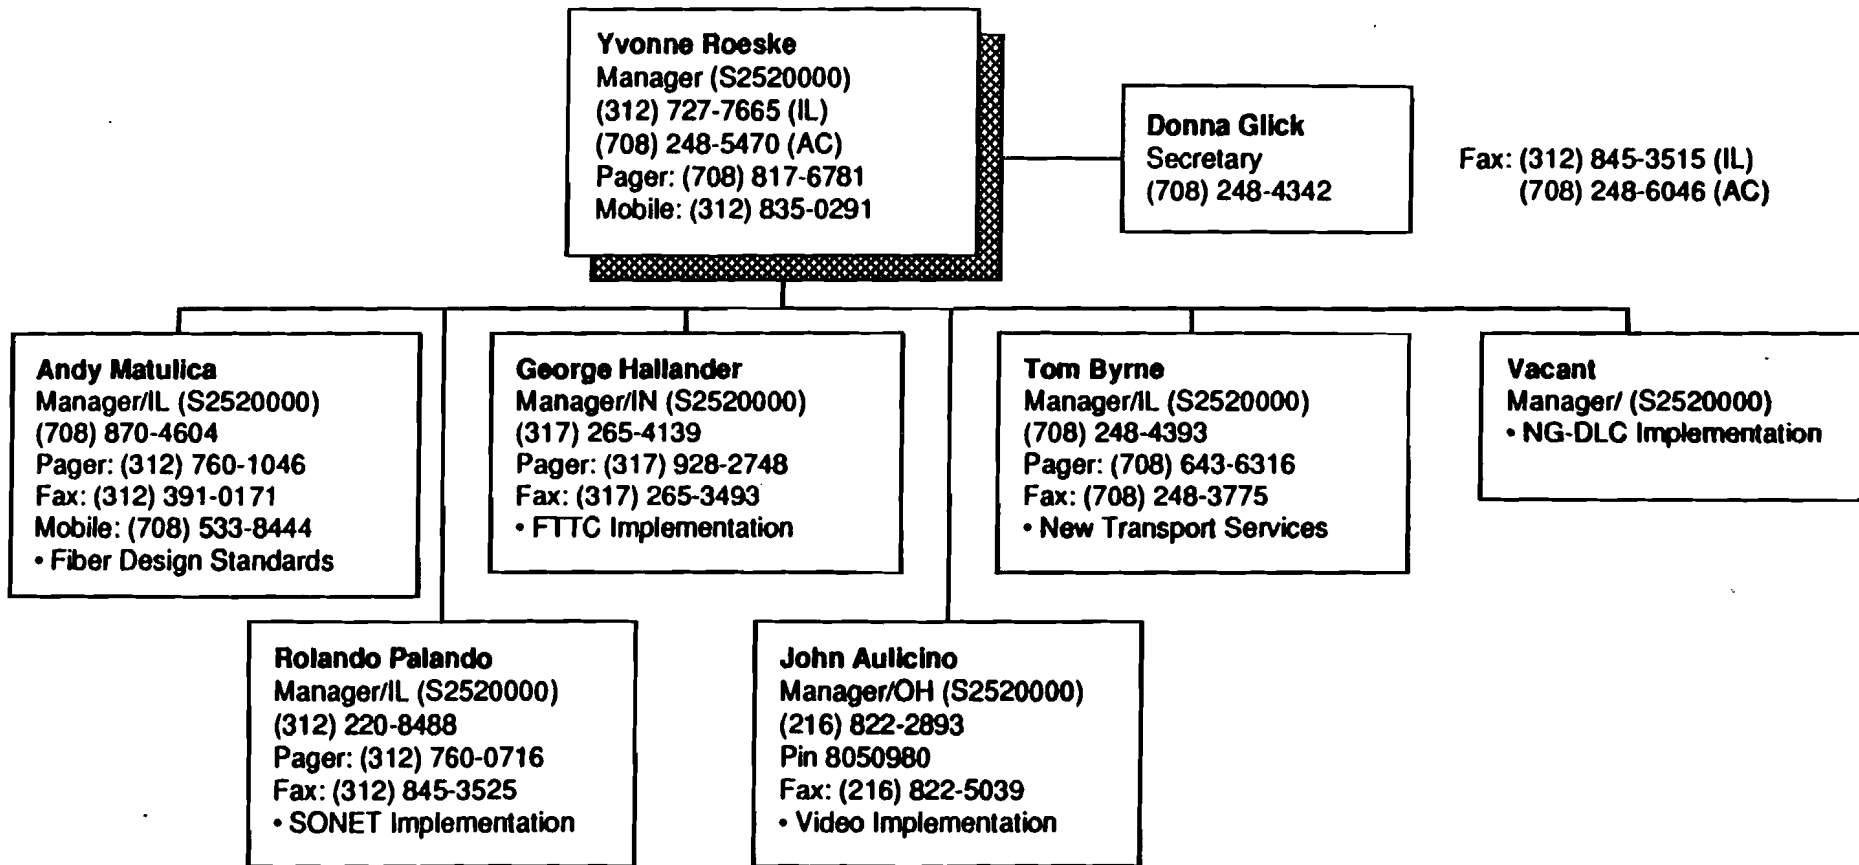 Yvonne Roeske
Manager (S2520000)
(312) 727-7665 (IL)
(708) 248-5470 (AC)
Pager: (708) 817-6781
Mobile: (312) 835-0291
Donna Glick
Secretary
(708) 248-4342
Fax: (312) 845-3515 (IL)
(708) 248-6046 (AC)
Andy Matulica
Manager/IL (S2520000)
(708) 870-4604
Pager: (312) 760-1046
Fax: (312) 391-0171
Mobile: (708) 533-8444
• Fiber Design Standards
George Hallander
Manager/IN (S2520000)
(317) 265-4139
Pager: (317) 928-2748
Fax: (317) 265-3493
• FTTC Implementation
Tom Byrne
Manager/IL (S2520000)
(708) 248-4393
Pager: (708) 643-6316
Fax: (708) 248-3775
• New Transport Services
Vacant
Manager/ (S2520000)
• NG-DLC Implementation
Rolando Palando
Manager/IL (S2520000)
(312) 220-8488
Pager: (312) 760-0716
Fax: (312) 845-3525
• SONET Implementation
John Aulicino
Manager/OH (S2520000)
(216) 822-2893
Pin 8050980
Fax: (216) 822-5039
• Video Implementation